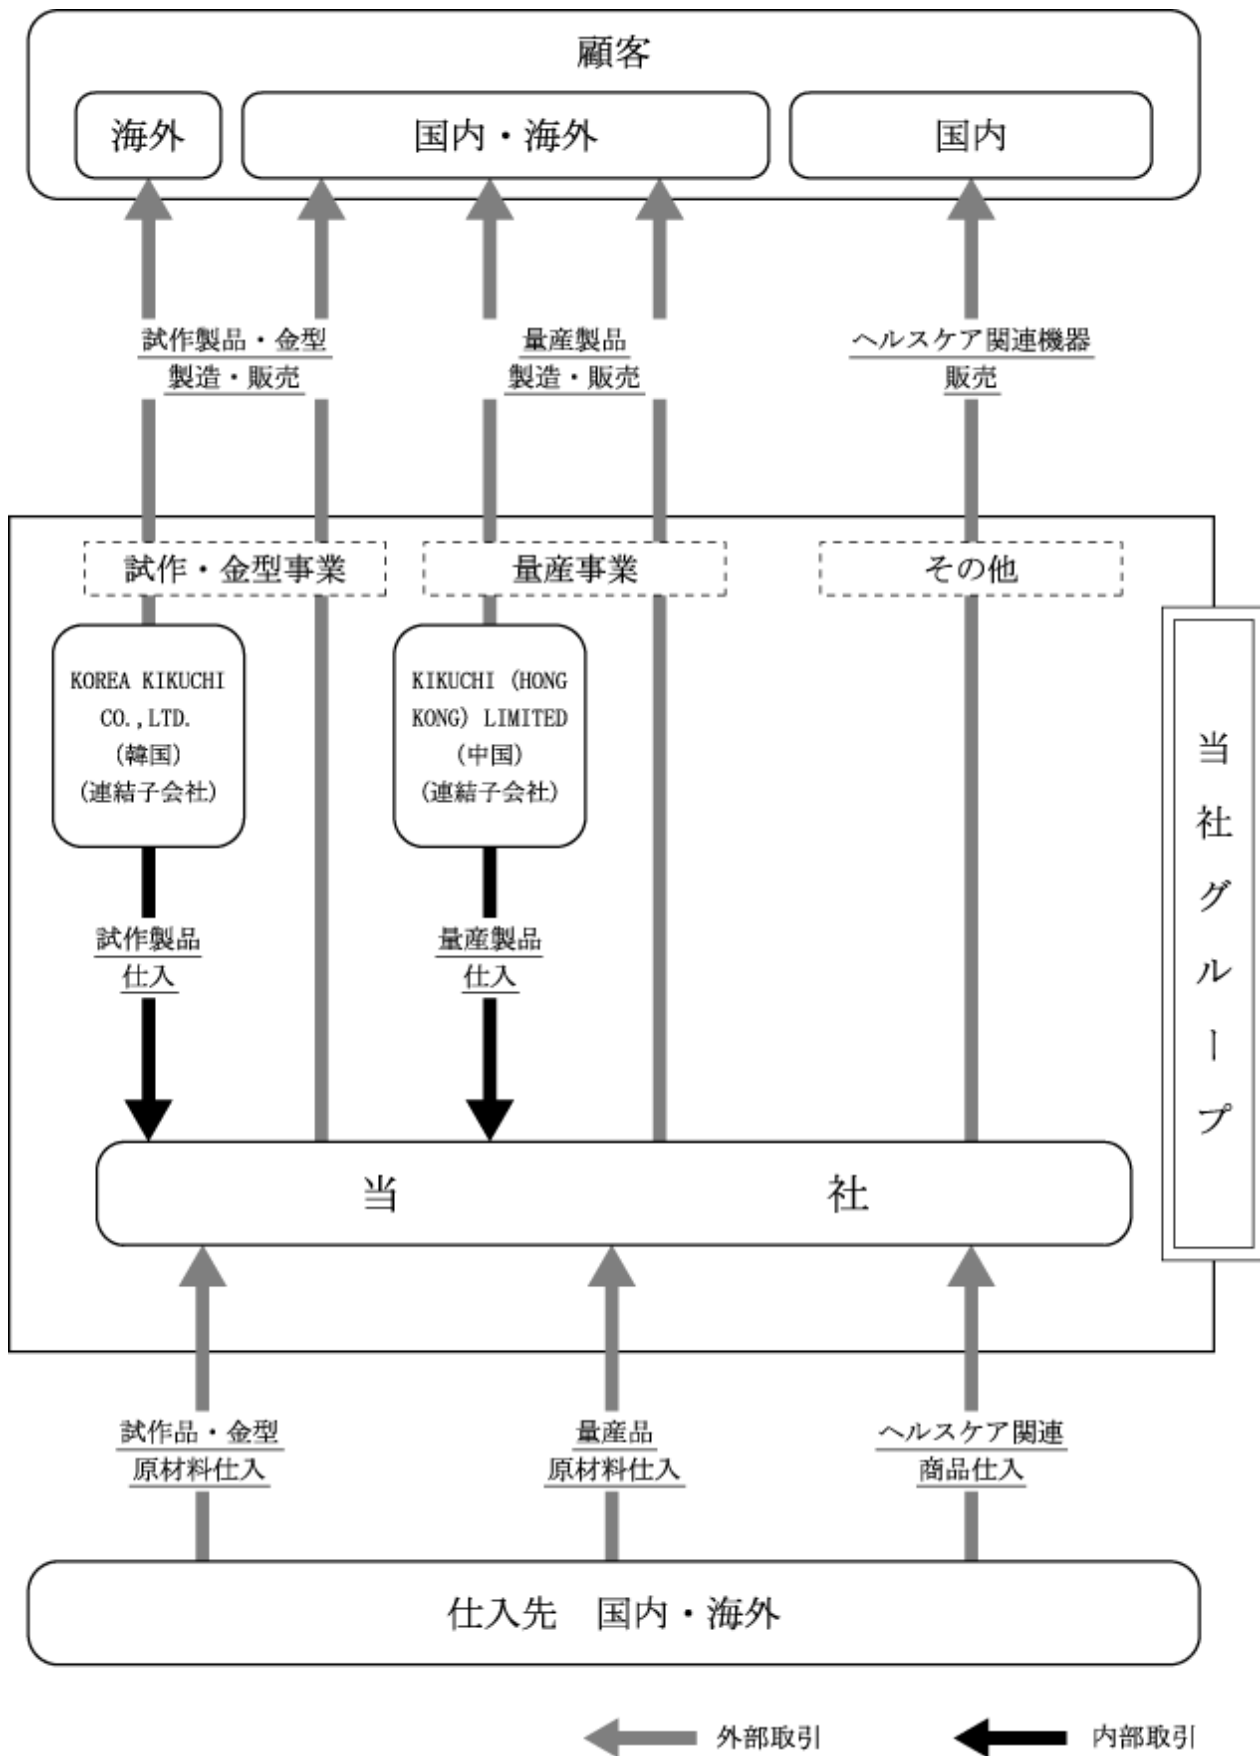 顧客
海外
国内・海外
国内
試作製品・金型
製造・販売
量産製品
製造・販売
ヘルスケア関連機器
販売
試作・金型事業
量産事業
その他
KOREA KIKUCHI
CO.,LTD.
(韓国)
(連結子会社)
KIKUCHI (HONG
KONG) LIMITED
(中国)
(連結子会社)
当社グループ
試作製品
仕入
量産製品
仕入
当社
試作品・金型
原材料仕入
量産品
原材料仕入
ヘルスケア関連
商品仕入
仕入先 国内・海外
外部取引
内部取引